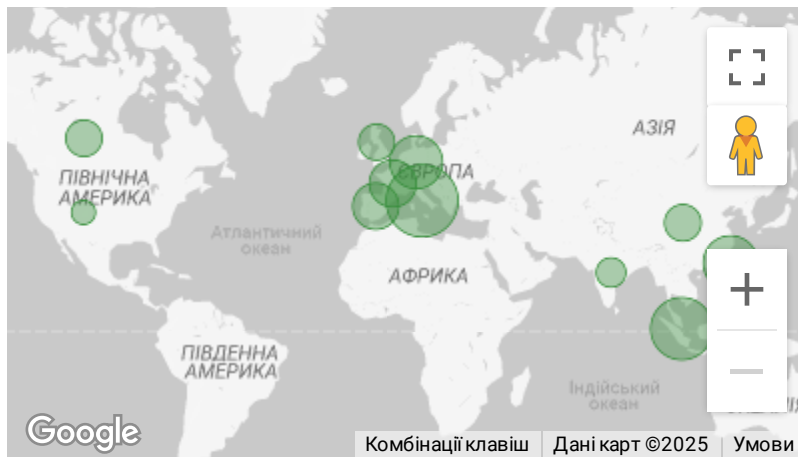 АЗІЯ
ЄВРОПА
ПІВНІЧНА
АМЕРИКА
Атлантичний
океан
АФРИКА
ПІВДЕННА
АМЕРИКА
Індійський
океан
Google
Комбінації клавіш
Дані карт ©2025
Умови